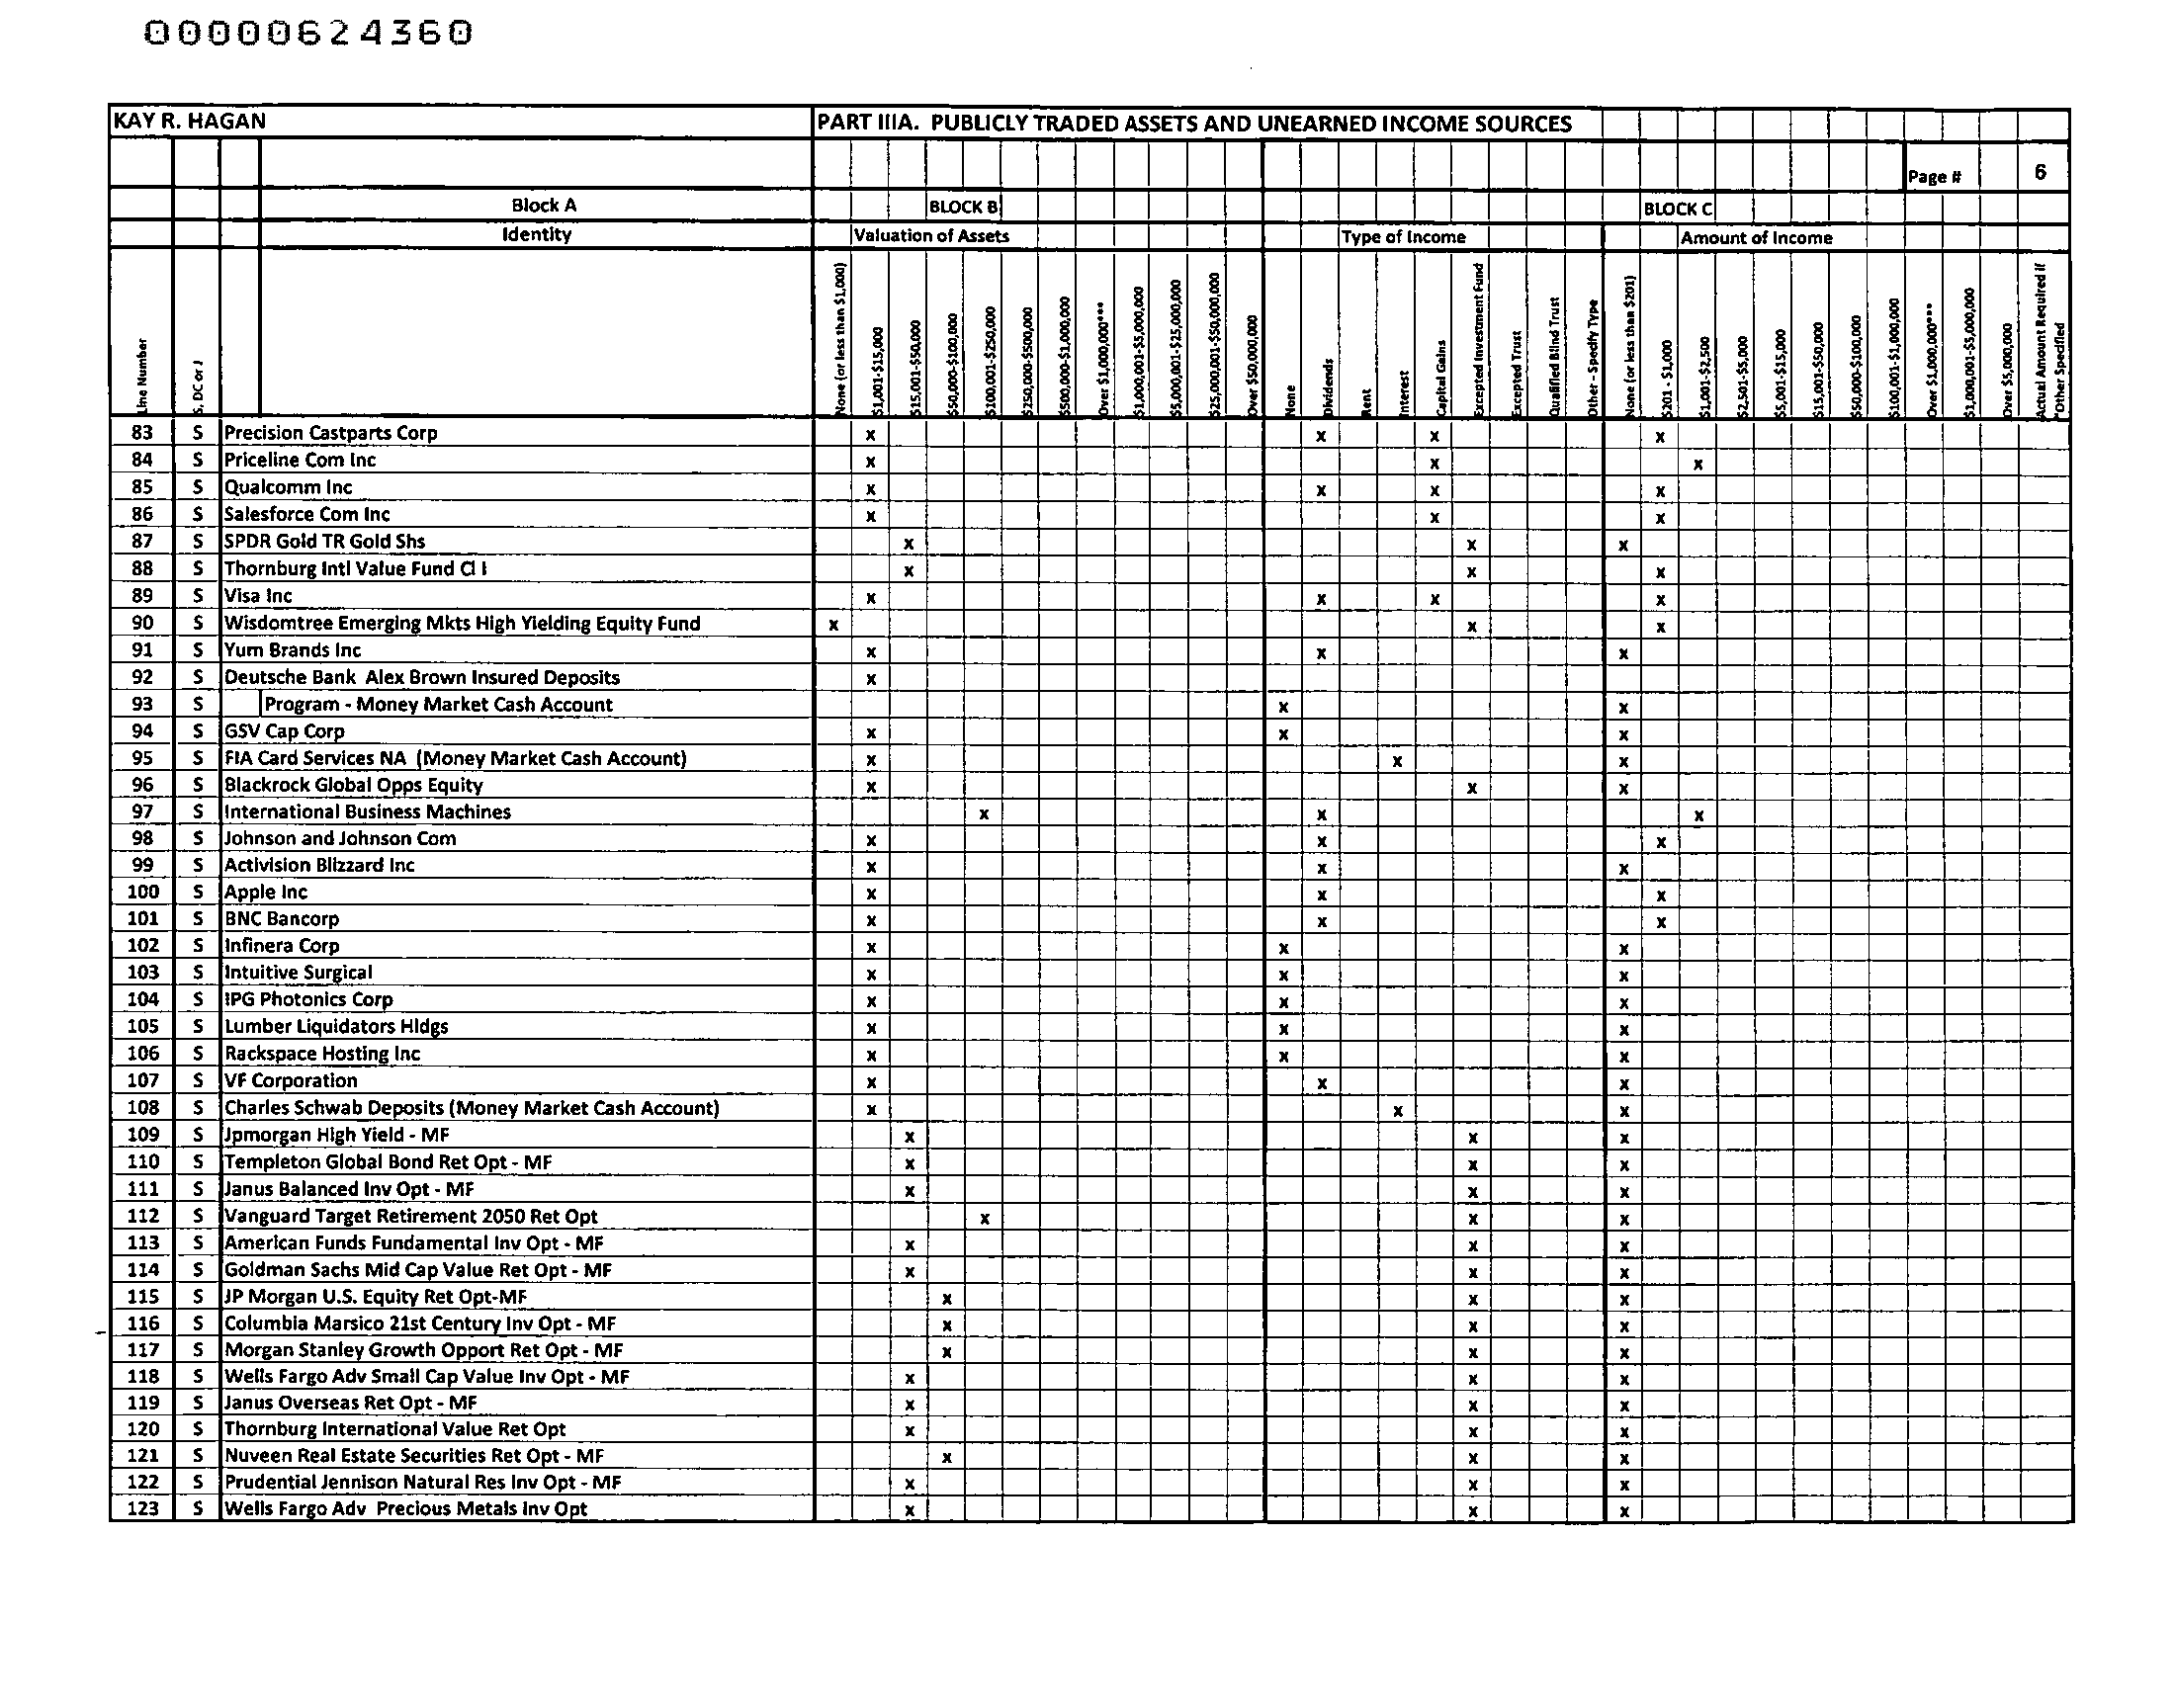 00000624360
KAY R. HAGAN PART IIIA. PUBLICLY TRADED ASSETS AND UNEARNED INCOME SOURCES
Page # 6
Block A BLOCK B BLOCK C
Identity Valuation of Assets Type of Income Amount of Income
Line Number
S, DC or J
None (or less than $1,000)
$1,001-$15,000
$15,001-$50,000
$50,000-$100,000
$100,001-$250,000
$250,000-$500,000
$500,000-$1,000,000
Over $1,000,000***
$1,000,001-$5,000,000
$5,000,001-$25,000,000
$25,000,001-$50,000,000
Over $50,000,000
None
Dividends
Rent
Interest
Capital Gains
Excepted Investment Fund
Excepted Trust
Qualified Blind Trust
Other - Specify Type
None (or less than $201)
$201 - $1,000
$1,001-$2,500
$2,501-$5,000
$5,001-$15,000
$15,001-$50,000
$50,000-$100,000
$100,001-$1,000,000
Over $1,000,000***
$1,000,001-$5,000,000
Over $5,000,000
Actual Amount Required if
"Other Specified
83 S Precision Castparts Corp x x x x
84 S Priceline Com Inc x x x
85 S Qualcomm Inc x x x x
86 S Salesforce Com Inc x x x
87 S SPDR Gold TR Gold Shs x x x
88 S Thornburg Intl Value Fund Cl I x x x
89 S Visa Inc x x x x
90 S Wisdomtree Emerging Mkts High Yielding Equity Fund x x x
91 S Yum Brands Inc x x x
92 S Deutsche Bank Alex Brown Insured Deposits x
93 S Program - Money Market Cash Account x x
94 S GSV Cap Corp x x x
95 S FIA Card Services NA (Money Market Cash Account) x x x
96 S Blackrock Global Opps Equity x x x
97 S International Business Machines x x x
98 S Johnson and Johnson Com x x x
99 S Activision Blizzard Inc x x x
100 S Apple Inc x x x
101 S BNC Bancorp x x x
102 S Infinera Corp x x x
103 S Intuitive Surgical x x x
104 S IPG Photonics Corp x x x
105 S Lumber Liquidators Hldgs x x x
106 S Rackspace Hosting Inc x x x
107 S VF Corporation x x x
108 S Charles Schwab Deposits (Money Market Cash Account) x x x
109 S Jpmorgan High Yield - MF x x x
110 S Templeton Global Bond Ret Opt - MF x x x
111 S Janus Balanced Inv Opt - MF x x x
112 S Vanguard Target Retirement 2050 Ret Opt x x x
113 S American Funds Fundamental Inv Opt - MF x x x
114 S Goldman Sachs Mid Cap Value Ret Opt - MF x x x
115 S JP Morgan U.S. Equity Ret Opt-MF x x x
116 S Columbia Marsico 21st Century Inv Opt - MF x x x
117 S Morgan Stanley Growth Opport Ret Opt - MF x x x
118 S Wells Fargo Adv Small Cap Value Inv Opt - MF x x x
119 S Janus Overseas Ret Opt - MF x x x
120 S Thornburg International Value Ret Opt x x x
121 S Nuveen Real Estate Securities Ret Opt - MF x x x
122 S Prudential Jennison Natural Res Inv Opt - MF x x x
123 S Wells Fargo Adv Precious Metals Inv Opt x x x